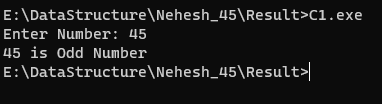 E:\DataStructure\Nehesh_45\Result>C1.exe
Enter Number: 45
45 is Odd Number
E:\DataStructure\Nehesh_45\Result>